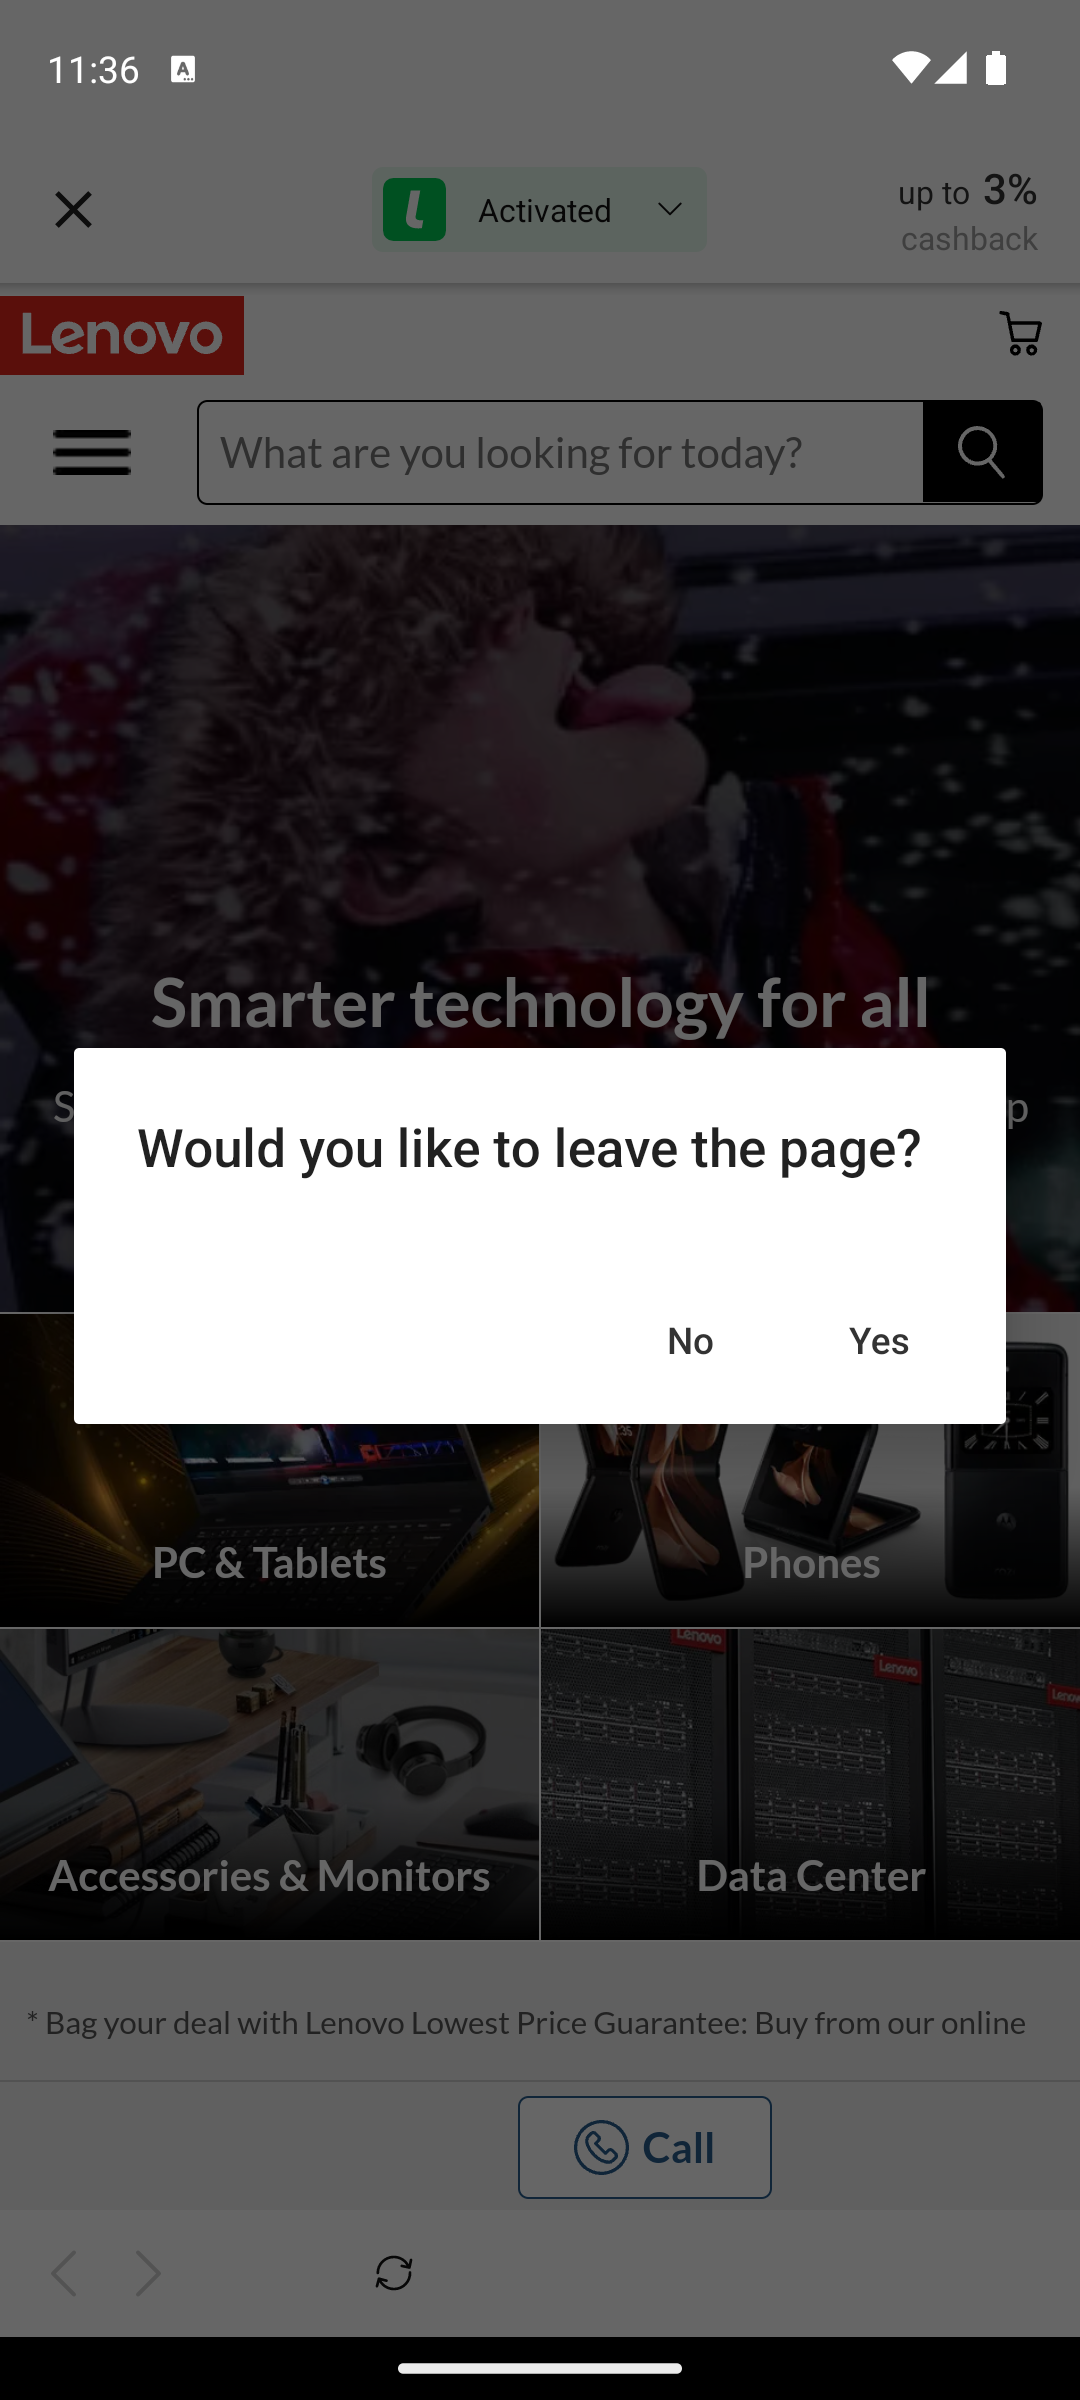 11:36
Activated
up to 3%
cashback
Lenovo
What are you looking for today?
Smarter technology for all
S
p
Would you like to leave the page?
No Yes
PC & Tablets
Phones
Lenovo
Lenovo
Accessories & Monitors
Data Center
* Bag your deal with Lenovo Lowest Price Guarantee: Buy from our online
Call